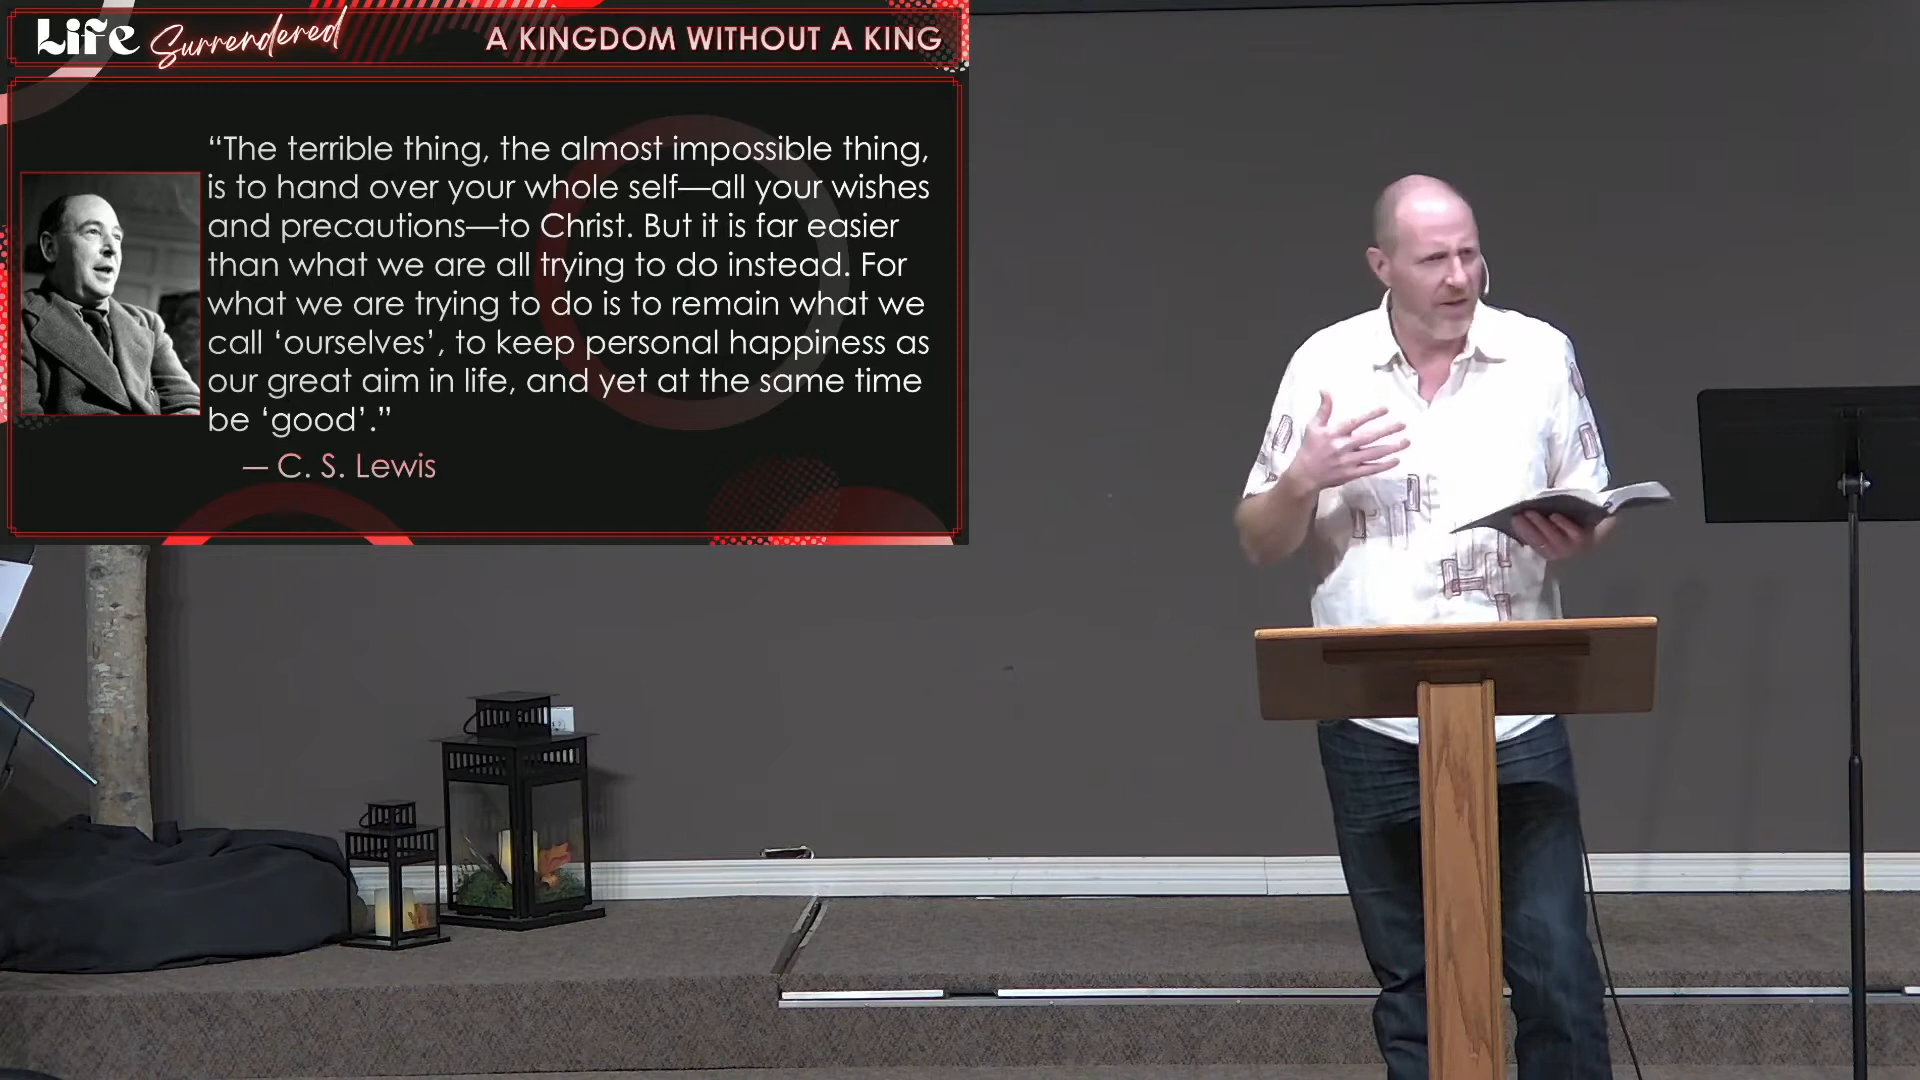 Life Surrendered
A KINGDOM WITHOUT A KING
“The terrible thing, the almost impossible thing,
is to hand over your whole self—all your wishes
and precautions—to Christ. But it is far easier
than what we are all trying to do instead. For
what we are trying to do is to remain what we
call ‘ourselves’, to keep personal happiness as
our great aim in life, and yet at the same time
be ‘good’.”
— C. S. Lewis